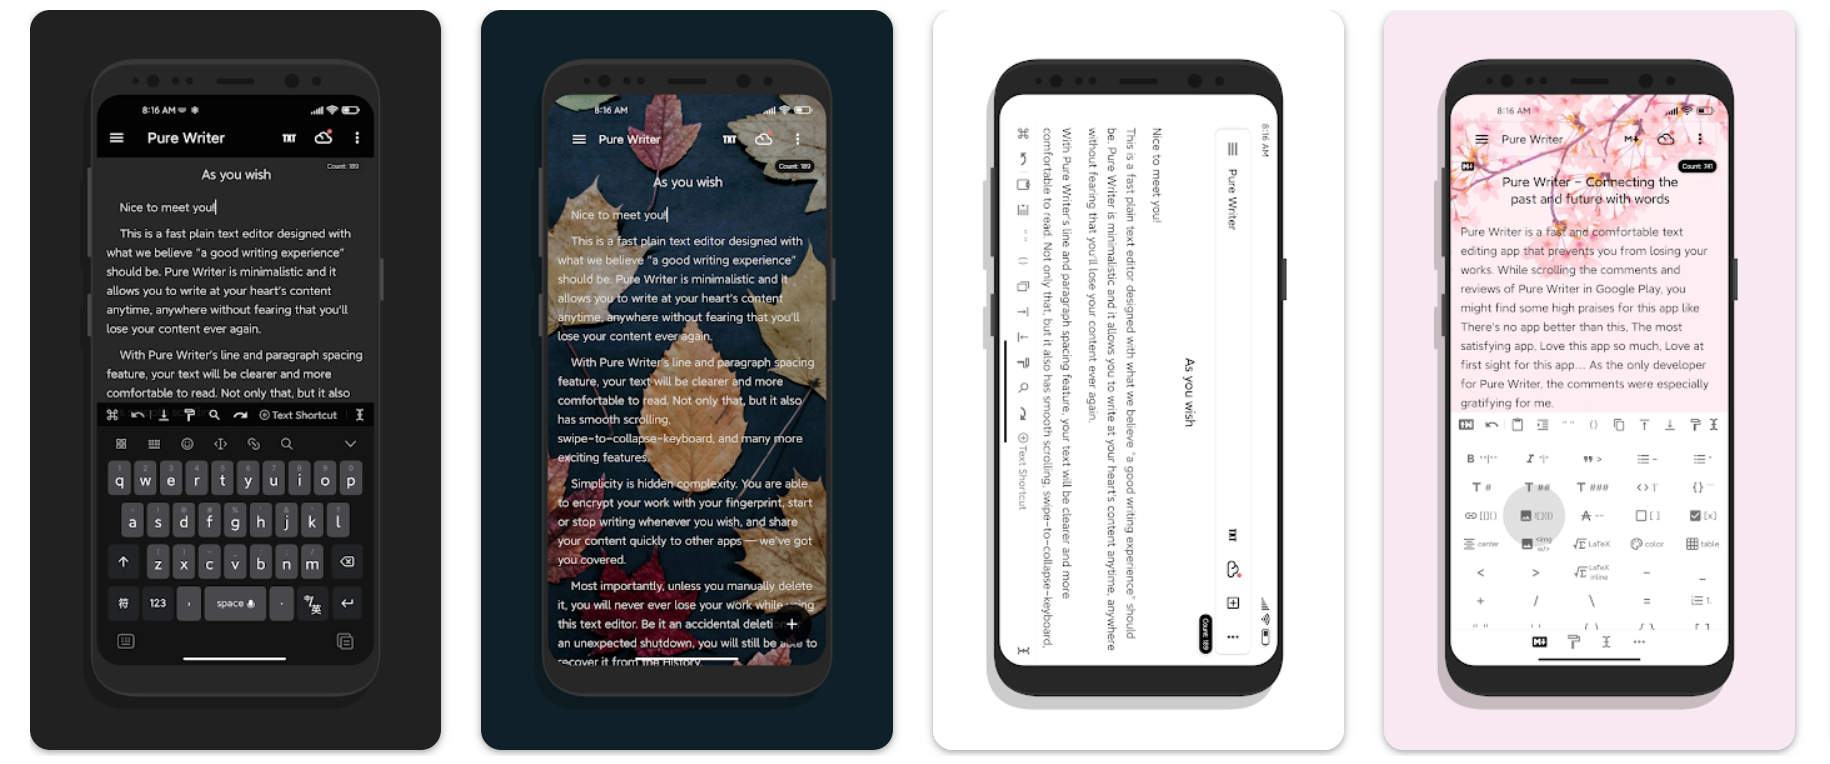 8:16 AM
Pure Writer
TXT
Count: 189
As you wish
Nice to meet you!
This is a fast plain text editor designed with
what we believe "a good writing experience"
should be. Pure Writer is minimalistic and it
allows you to write at your heart's content
anytime, anywhere without fearing that you'll
lose your content ever again.
With Pure Writer's line and paragraph spacing
feature, your text will be clearer and more
comfortable to read. Not only that, but it also
Text Shortcut
1 2 3 4 5 6 7 8 9 0
q w e r t y u i o p
a s d f g h j k l
z x c v b n m
符 123 , space . 中/英
8:16 AM
Pure Writer
TXT
Count: 189
As you wish
Nice to meet you!
This is a fast plain text editor designed with
what we believe "a good writing experience"
should be. Pure Writer is minimalistic and it
allows you to write at your heart's content
anytime, anywhere without fearing that you'll
lose your content ever again.
With Pure Writer's line and paragraph spacing
feature, your text will be clearer and more
comfortable to read. Not only that, but it also
has smooth scrolling,
swipe-to-collapse-keyboard, and many more
exciting features.
Simplicity is hidden complexity. You are able
to encrypt your work with your fingerprint, start
or stop writing whenever you wish, and share
your content quickly to other apps — we've got
you covered.
Most importantly, unless you manually delete
it, you will never ever lose your work while using
this text editor. Be it an accidental deleti
an unexpected shutdown, you will still be able to
recover it from the History.
8:16 AM
Pure Writer
TXT
Count: 189
As you wish
Nice to meet you!
This is a fast plain text editor designed with what we believe "a good writing experience" should
be. Pure Writer is minimalistic and it allows you to write at your heart's content anytime, anywhere
without fearing that you'll lose your content ever again.
With Pure Writer's line and paragraph spacing feature, your text will be clearer and more
comfortable to read. Not only that, but it also has smooth scrolling, swipe-to-collapse-keyboard,
Text Shortcut
8:16 AM
Pure Writer
M↓
Count: 741
Pure Writer – Connecting the
past and future with words
Pure Writer is a fast and comfortable text
editing app that prevents you from losing your
works. While scrolling the comments and
reviews of Pure Writer in Google Play, you
might find some high praises for this app like
There's no app better than this, The most
satisfying app, Love this app so much, Love at
first sight for this app... As the only developer
for Pure Writer, the comments were especially
gratifying for me.
" " ()
B **|** I *|* >
T # T ## T ### <> {}
[]() ![]() A ~~ [ ] [x]
center <img LaTeX color table
< > LaTeX inline - _
+ / \ = 1.
M↓